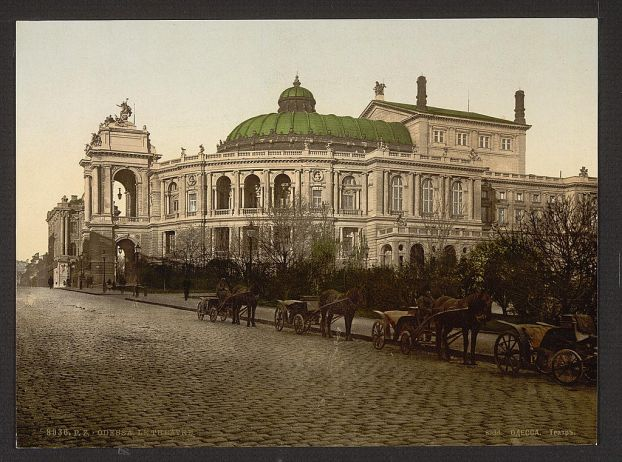 8936. P. Z. - ODESSA. LE THÉATRE.
8936. ОДЕССА. Театръ.